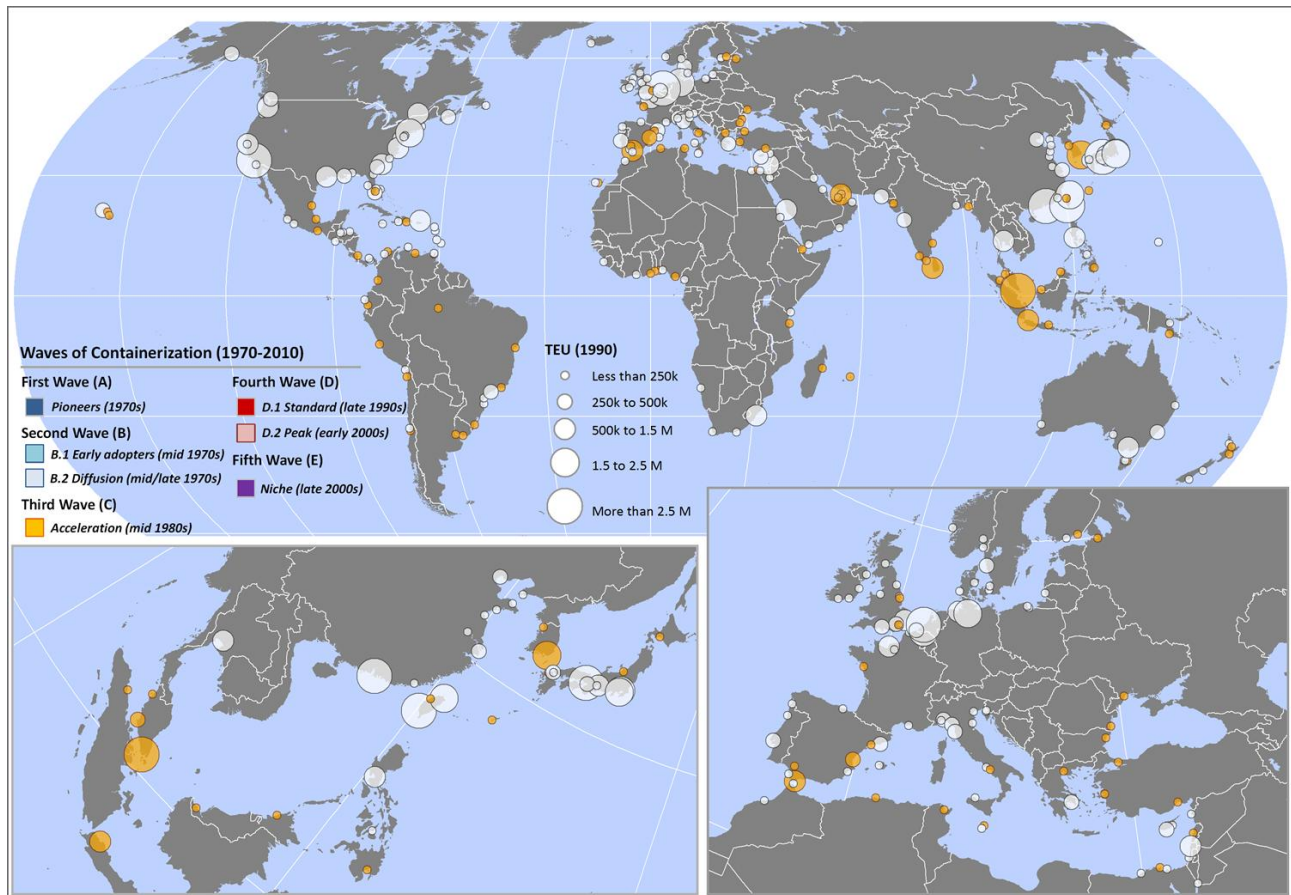 Waves of Containerization (1970-2010)
First Wave (A)
Pioneers (1970s)
Second Wave (B)
B.1 Early adopters (mid 1970s)
B.2 Diffusion (mid/late 1970s)
Third Wave (C)
Acceleration (mid 1980s)
Fourth Wave (D)
D.1 Standard (late 1990s)
D.2 Peak (early 2000s)
Fifth Wave (E)
Niche (late 2000s)
TEU (1990)
Less than 250k
250k to 500k
500k to 1.5 M
1.5 to 2.5 M
More than 2.5 M